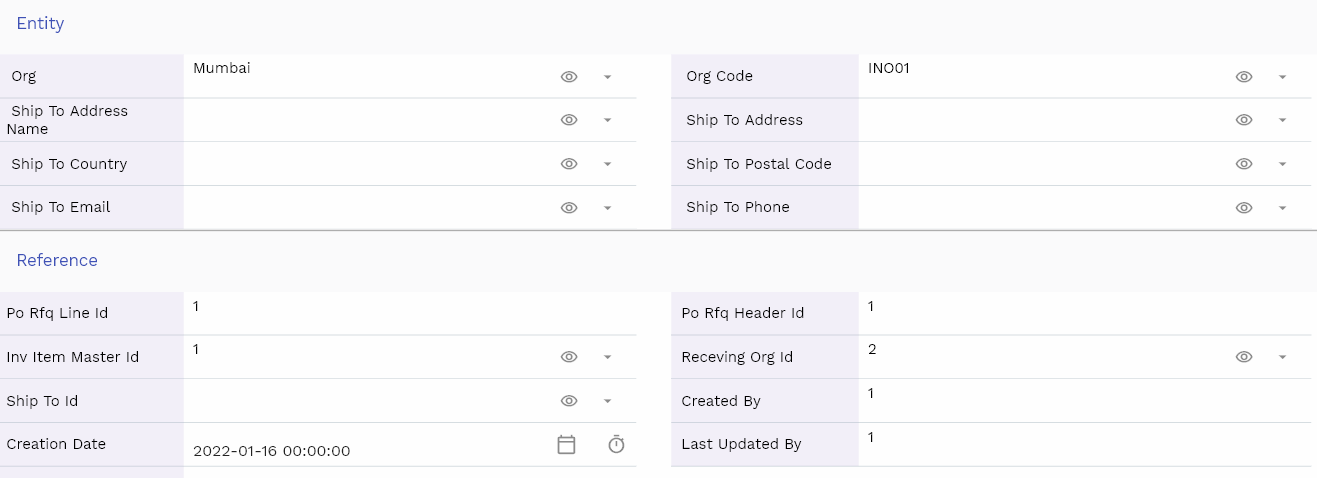 Entity
Org
Mumbai
Org Code
INO01
Ship To Address
Name
Ship To Address
Ship To Country
Ship To Postal Code
Ship To Email
Ship To Phone
Reference
Po Rfq Line Id
1
Po Rfq Header Id
1
Inv Item Master Id
1
Receving Org Id
2
Ship To Id
Created By
1
Creation Date
2022-01-16 00:00:00
Last Updated By
1